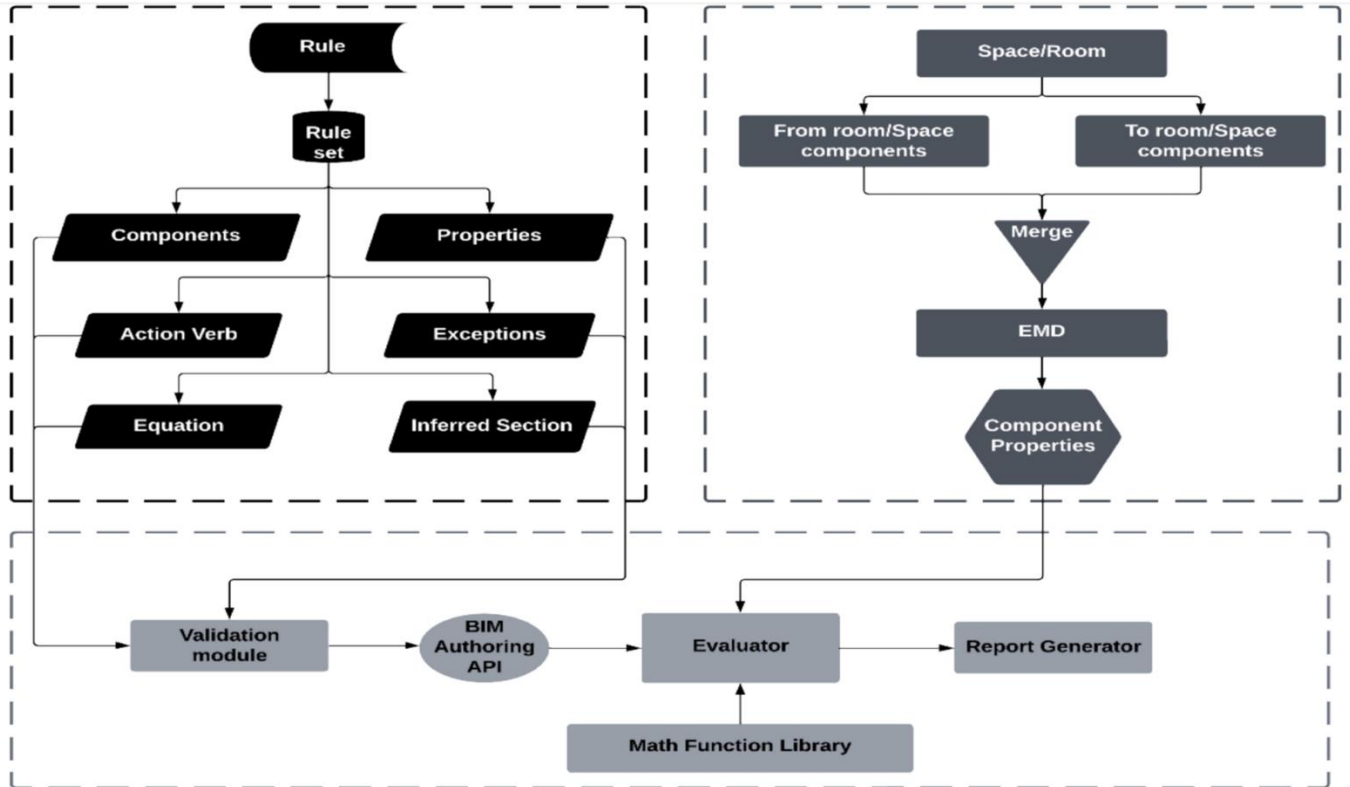 Rule
Rule
set
Components
Properties
Action Verb
Exceptions
Equation
Inferred Section
Space/Room
From room/Space
components
To room/Space
components
Merge
EMD
Component
Properties
Validation
module
BIM
Authoring
API
Evaluator
Report Generator
Math Function Library